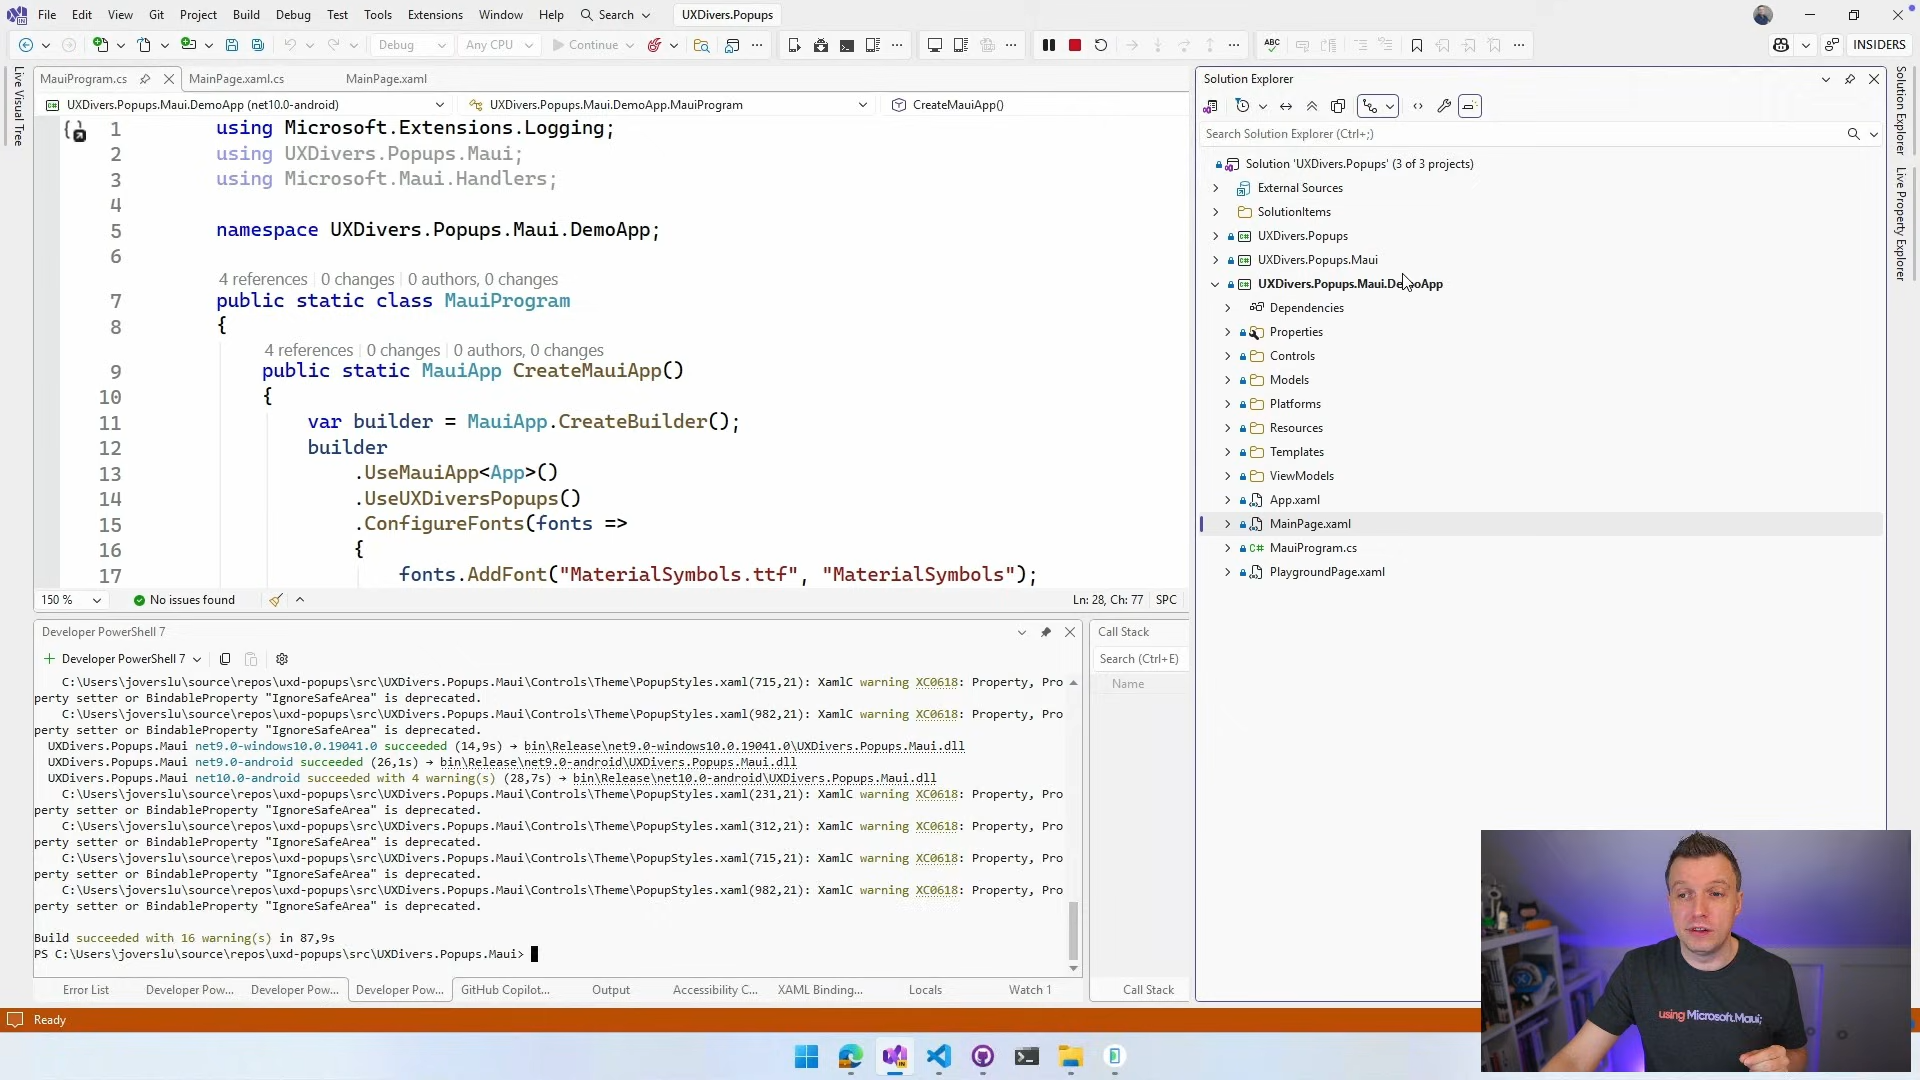 File Edit View Git Project Build Debug Test Tools Extensions Window Help Search UXDivers.Popups
Debug Any CPU Continue INSIDERS
Live Visual Tree
MauiProgram.cs MainPage.xaml.cs MainPage.xaml
UXDivers.Popups.Maui.DemoApp (net10.0-android) UXDivers.Popups.Maui.DemoApp.MauiProgram CreateMauiApp()
1 using Microsoft.Extensions.Logging;
2 using UXDivers.Popups.Maui;
3 using Microsoft.Maui.Handlers;
4
5 namespace UXDivers.Popups.Maui.DemoApp;
6
4 references | 0 changes | 0 authors, 0 changes
7 public static class MauiProgram
8 {
4 references | 0 changes | 0 authors, 0 changes
9 public static MauiApp CreateMauiApp()
10 {
11 var builder = MauiApp.CreateBuilder();
12 builder
13 .UseMauiApp<App>()
14 .UseUXDiversPopups()
15 .ConfigureFonts(fonts =>
16 {
17 fonts.AddFont("MaterialSymbols.ttf", "MaterialSymbols");
150 % No issues found Ln: 28, Ch: 77 SPC
Developer PowerShell 7
Developer PowerShell 7
C:\Users\joverslu\source\repos\uxd-popups\src\UXDivers.Popups.Maui\Controls\Theme\PopupStyles.xaml(715,21): XamlC warning XC0618: Property, Pro
perty setter or BindableProperty "IgnoreSafeArea" is deprecated.
C:\Users\joverslu\source\repos\uxd-popups\src\UXDivers.Popups.Maui\Controls\Theme\PopupStyles.xaml(982,21): XamlC warning XC0618: Property, Pro
perty setter or BindableProperty "IgnoreSafeArea" is deprecated.
UXDivers.Popups.Maui net9.0-windows10.0.19041.0 succeeded (14,9s) → bin\Release\net9.0-windows10.0.19041.0\UXDivers.Popups.Maui.dll
UXDivers.Popups.Maui net9.0-android succeeded (26,1s) → bin\Release\net9.0-android\UXDivers.Popups.Maui.dll
UXDivers.Popups.Maui net10.0-android succeeded with 4 warning(s) (28,7s) → bin\Release\net10.0-android\UXDivers.Popups.Maui.dll
C:\Users\joverslu\source\repos\uxd-popups\src\UXDivers.Popups.Maui\Controls\Theme\PopupStyles.xaml(231,21): XamlC warning XC0618: Property, Pro
perty setter or BindableProperty "IgnoreSafeArea" is deprecated.
C:\Users\joverslu\source\repos\uxd-popups\src\UXDivers.Popups.Maui\Controls\Theme\PopupStyles.xaml(312,21): XamlC warning XC0618: Property, Pro
perty setter or BindableProperty "IgnoreSafeArea" is deprecated.
C:\Users\joverslu\source\repos\uxd-popups\src\UXDivers.Popups.Maui\Controls\Theme\PopupStyles.xaml(715,21): XamlC warning XC0618: Property, Pro
perty setter or BindableProperty "IgnoreSafeArea" is deprecated.
C:\Users\joverslu\source\repos\uxd-popups\src\UXDivers.Popups.Maui\Controls\Theme\PopupStyles.xaml(982,21): XamlC warning XC0618: Property, Pro
perty setter or BindableProperty "IgnoreSafeArea" is deprecated.
Build succeeded with 16 warning(s) in 87,9s
PS C:\Users\joverslu\source\repos\uxd-popups\src\UXDivers.Popups.Maui>
Call Stack
Search (Ctrl+E)
Name
Error List Developer Pow... Developer Pow... Developer Pow... GitHub Copilot... Output Accessibility C... XAML Binding... Locals Watch 1 Call Stack
Ready
Solution Explorer
Search Solution Explorer (Ctrl+;)
Solution 'UXDivers.Popups' (3 of 3 projects)
External Sources
SolutionItems
UXDivers.Popups
UXDivers.Popups.Maui
UXDivers.Popups.Maui.DemoApp
Dependencies
Properties
Controls
Models
Platforms
Resources
Templates
ViewModels
App.xaml
MainPage.xaml
C# MauiProgram.cs
PlaygroundPage.xaml
Solution Explorer
Live Property Explorer
using Microsoft.Maui;